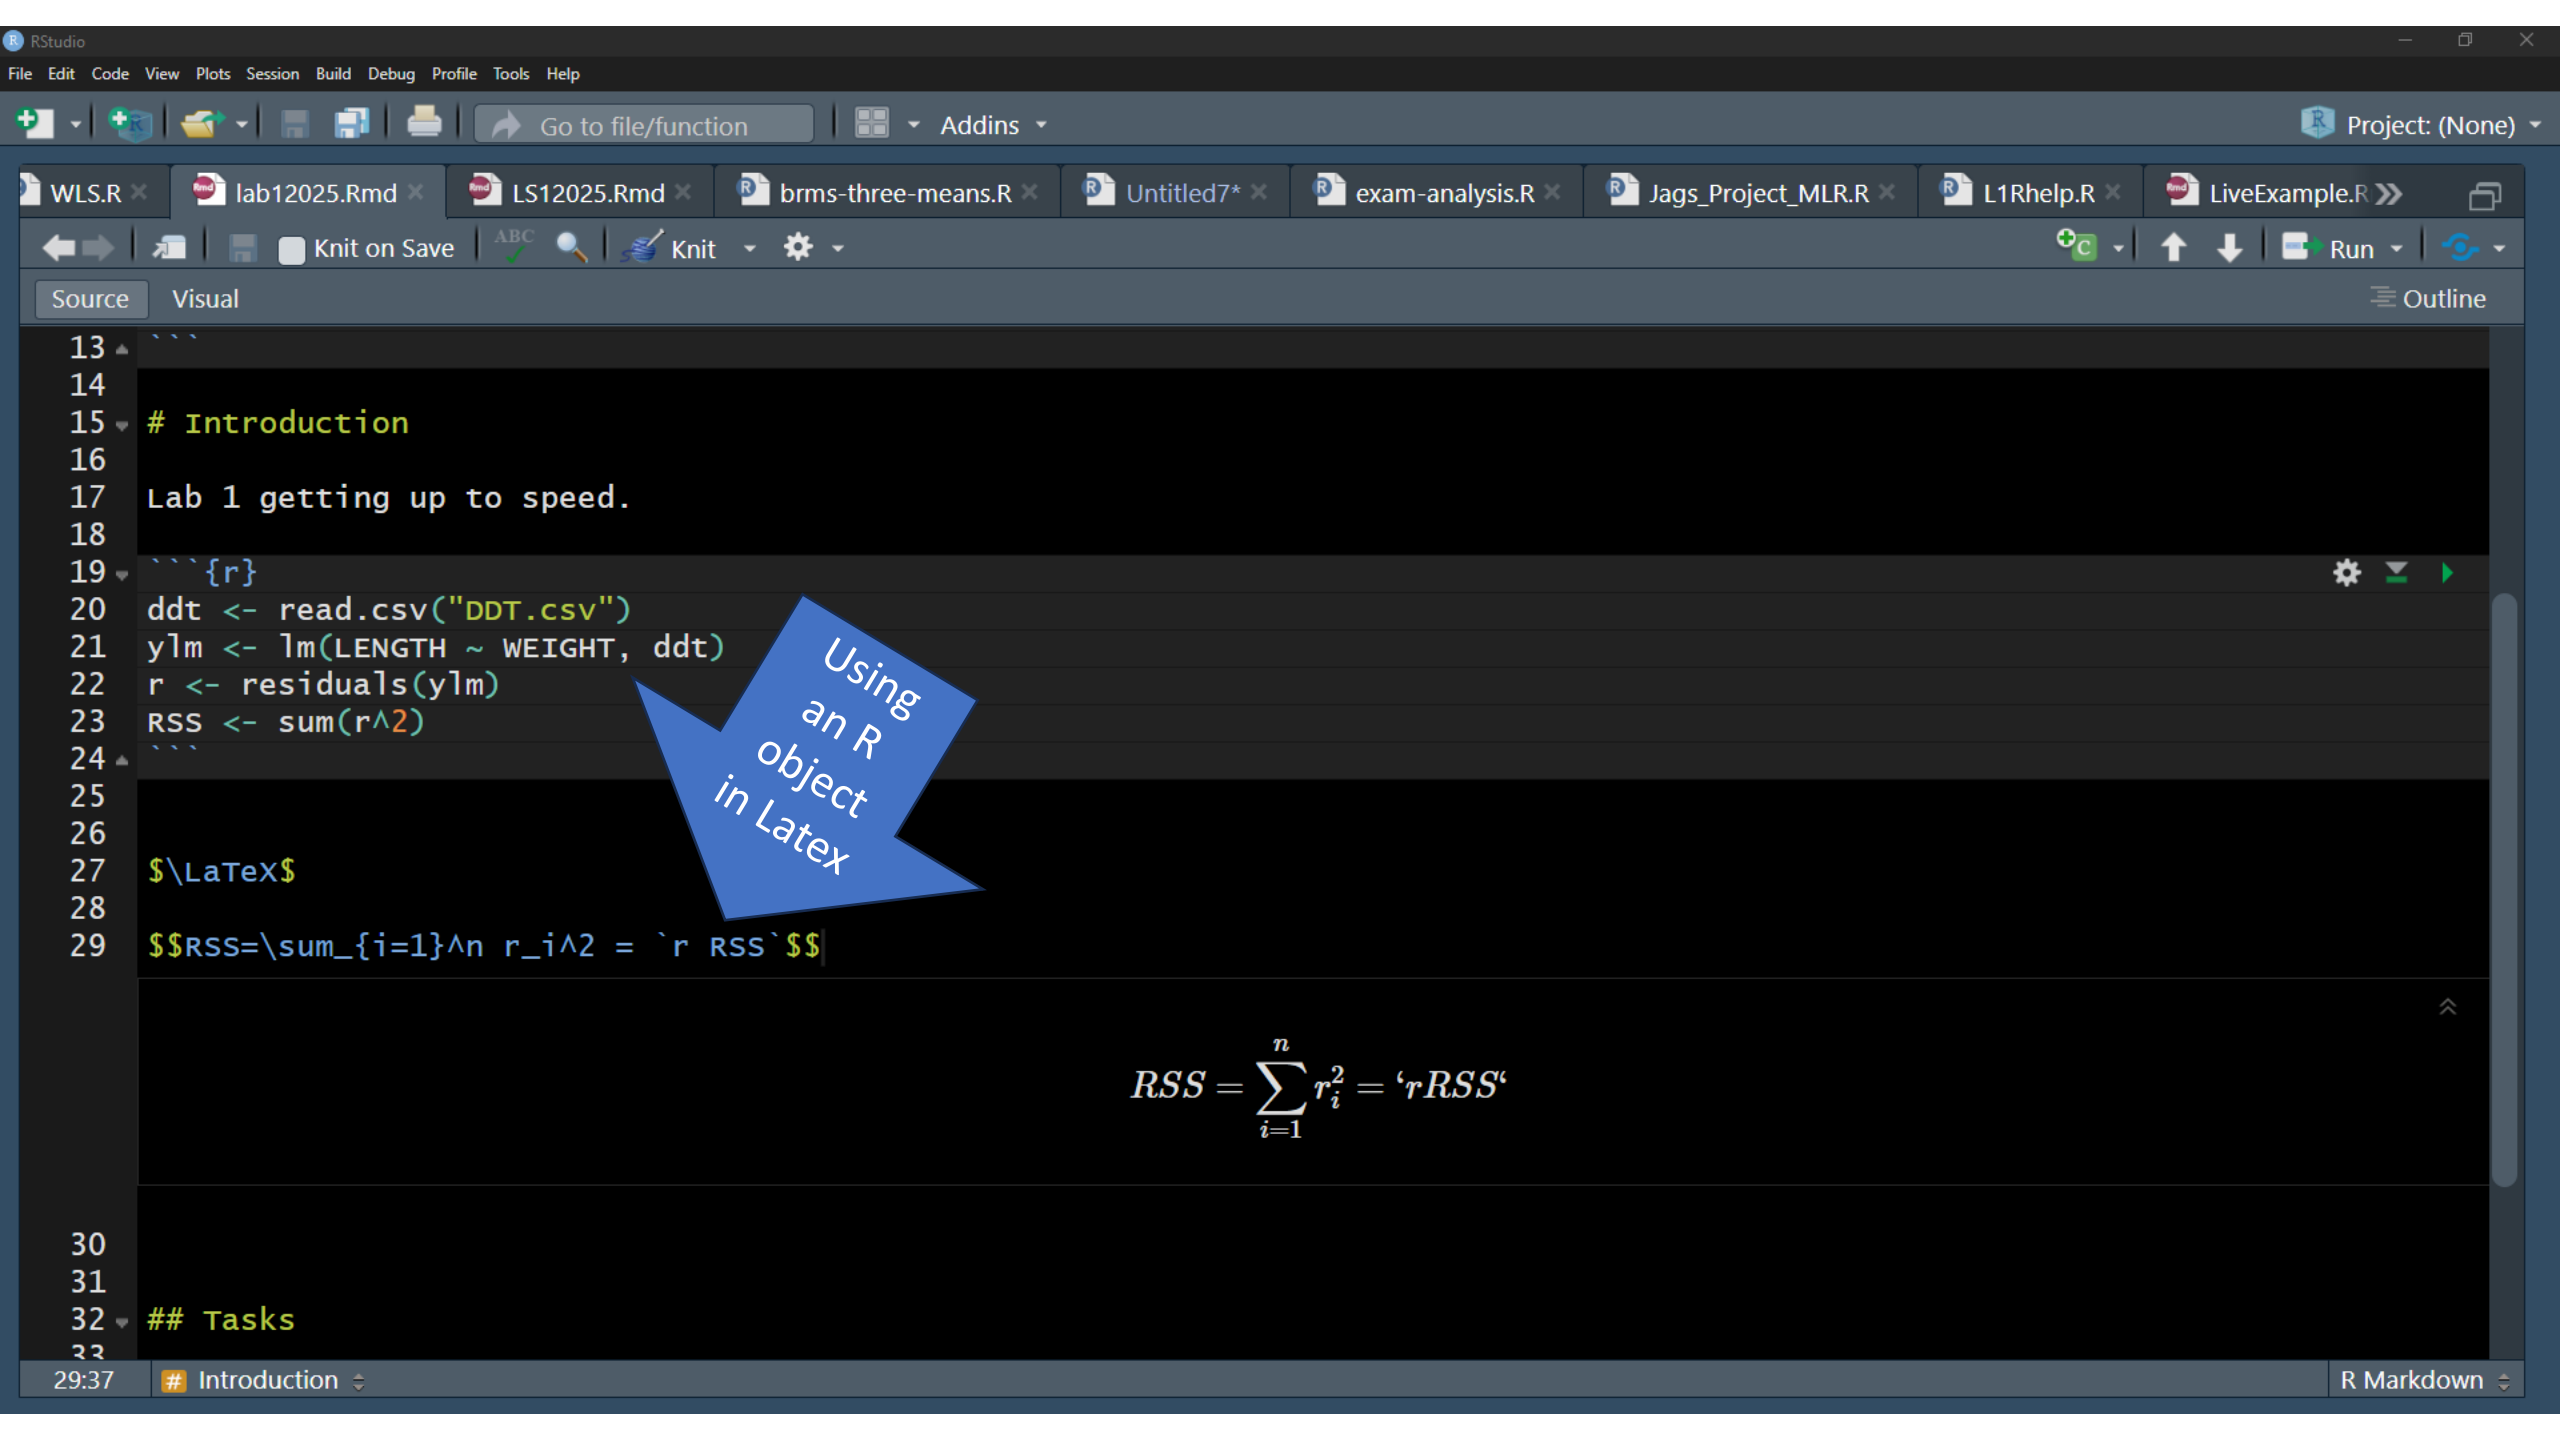 RStudio
File Edit Code View Plots Session Build Debug Profile Tools Help
Go to file/function Addins Project: (None)
WLS.R lab12025.Rmd LS12025.Rmd brms-three-means.R Untitled7* exam-analysis.R Jags_Project_MLR.R L1Rhelp.R LiveExample.R
Knit on Save ABC Knit Run
Source Visual Outline
13 ```
14
15 # Introduction
16
17 Lab 1 getting up to speed.
18
19 ```{r}
20 ddt <- read.csv("DDT.csv")
21 ylm <- lm(LENGTH ~ WEIGHT, ddt)
22 r <- residuals(ylm)
23 RSS <- sum(r^2)
24 ```
Using
an R
object
in Latex
25
26
27 $\LaTeX$
28
29 $$RSS=\sum_{i=1}^n r_i^2 = `r RSS`$$
RSS = \sum_{i=1}^{n} r_i^2 = ‘rRSS‘
30
31
32 ## Tasks
33
29:37 # Introduction R Markdown